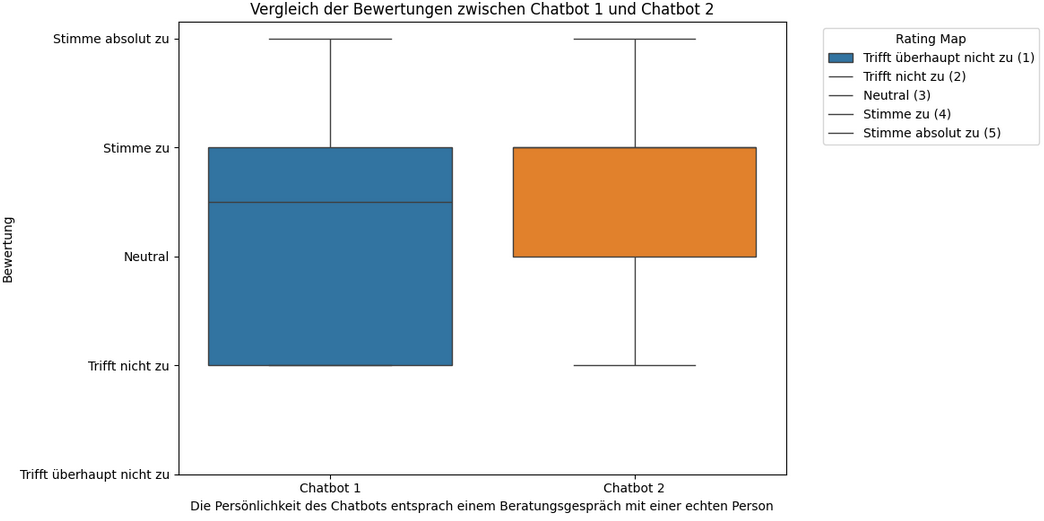 Vergleich der Bewertungen zwischen Chatbot 1 und Chatbot 2
Stimme absolut zu
Stimme zu
Neutral
Trifft nicht zu
Trifft überhaupt nicht zu
Bewertung
Chatbot 1
Chatbot 2
Die Persönlichkeit des Chatbots entsprach einem Beratungsgespräch mit einer echten Person
Rating Map
Trifft überhaupt nicht zu (1)
Trifft nicht zu (2)
Neutral (3)
Stimme zu (4)
Stimme absolut zu (5)